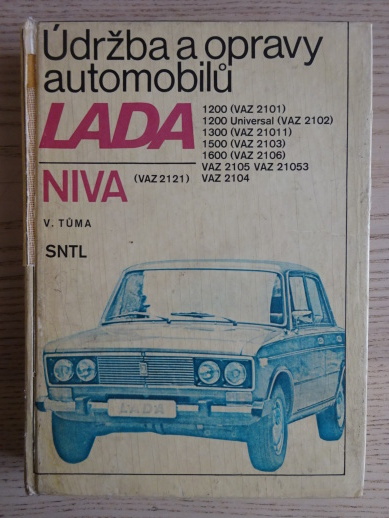 Údržba a opravy
automobilů
LADA
1200 (VAZ 2101)
1200 Universal (VAZ 2102)
1300 (VAZ 21011)
1500 (VAZ 2103)
1600 (VAZ 2106)
VAZ 2105 VAZ 21053
VAZ 2104
NIVA (VAZ 2121)
V. TŮMA
SNTL
LADA